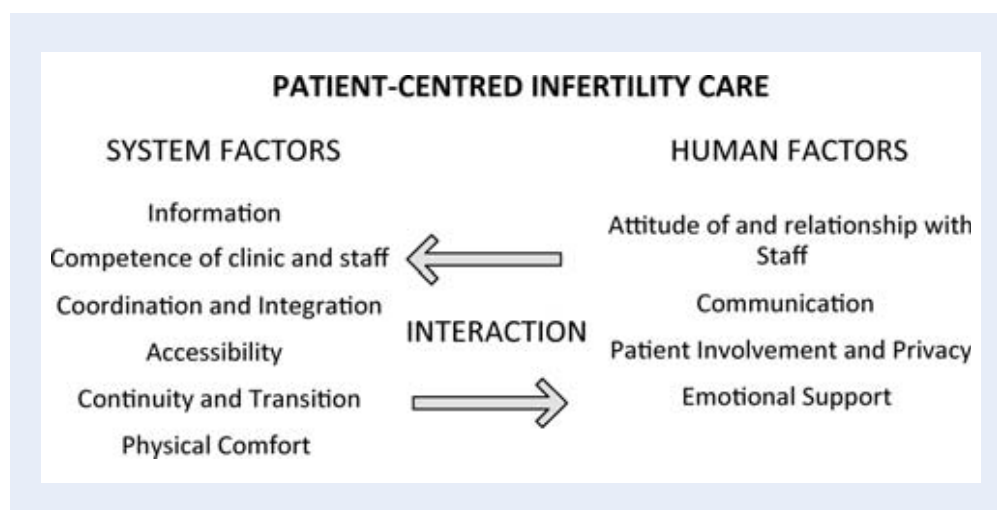 PATIENT-CENTRED INFERTILITY CARE
SYSTEM FACTORS
Information
Competence of clinic and staff
Coordination and Integration
Accessibility
Continuity and Transition
Physical Comfort
INTERACTION
HUMAN FACTORS
Attitude of and relationship with
Staff
Communication
Patient Involvement and Privacy
Emotional Support